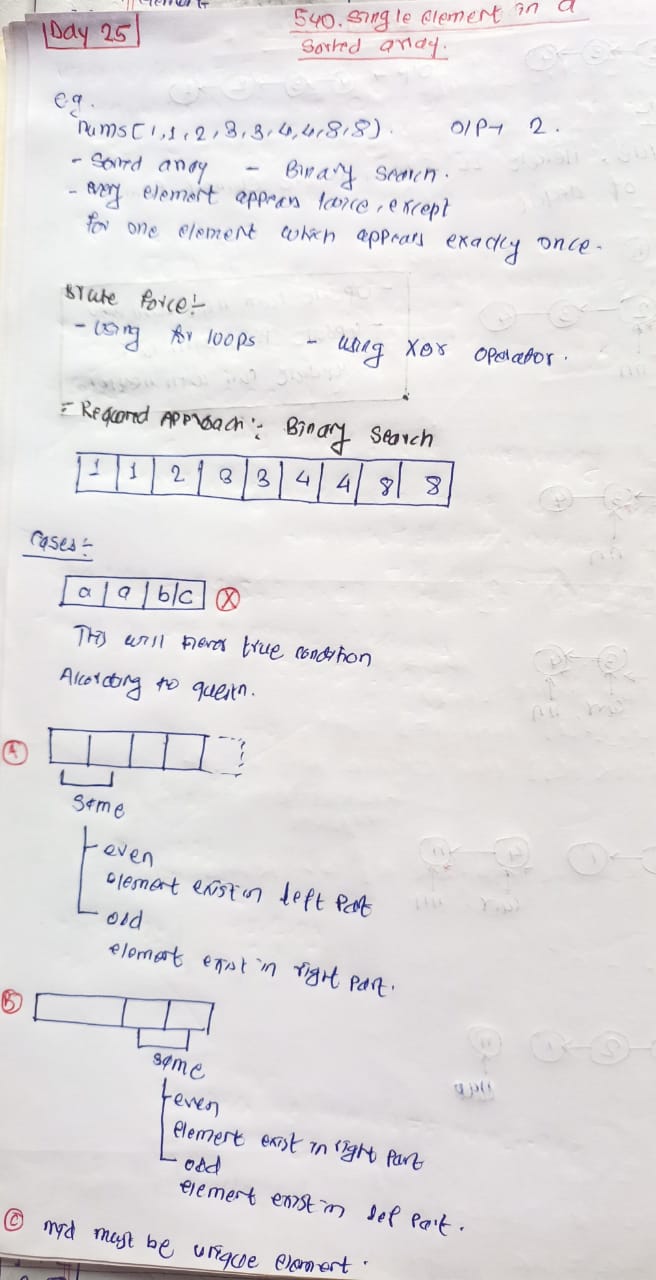 Day 25
540. Single element in a
Sorted array.
eg.
nums[1,1,2,3,3,4,4,8,8). O/P→ 2.
- Sorted array - Binary Search.
- every element appears twice, except
for one element which appears exactly once.
Brute force:-
- using for loops - using XOR operator.
Required Approach:- Binary Search
1 1 2 3 3 4 4 8 8
Cases:-
a a b c X
This will never true condition
According to questn.
A
same
even
element exist in left Part
odd
element exist in right part.
B
same
even
element exist in right Part
odd
element exist in lef Part.
C mid must be unique element.